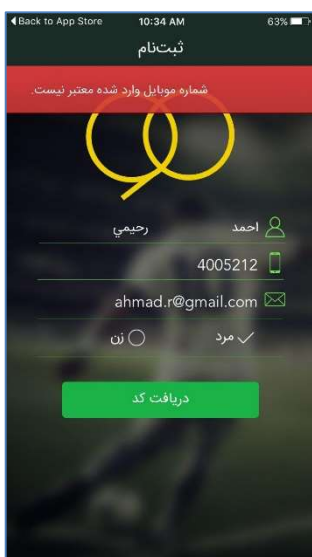 Back to App Store 10:34 AM 63%
ثبت‌نام
شماره موبایل وارد شده معتبر نیست.
احمد رحيمي
4005212
ahmad.r@gmail.com
مرد زن
دریافت کد